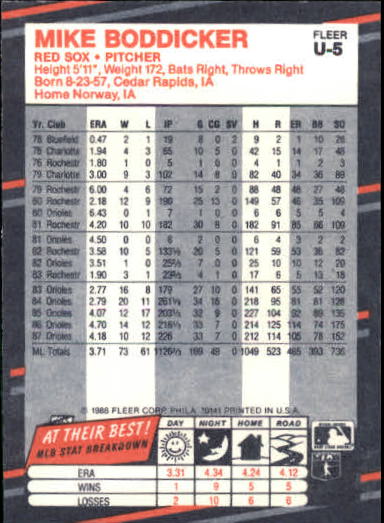 MIKE BODDICKER
FLEER
U-5
RED SOX • PITCHER
Height 5'11", Weight 172, Bats Right, Throws Right
Born 8-23-57, Cedar Rapids, IA
Home Norway, IA
Yr. Club ERA W L IP G CG SV H R ER BB SO
78 Bluefield 0.47 2 1 19 8 0 2 9 2 1 10 26
78 Charlotte 1.94 4 3 65 10 5 0 42 15 14 17 48
1.80 1 0 5 0 0 4 1
79 Charlotte 3.00 9 3 102 14 8 0 82 40 34 36 89
79 Rochestr 6.00 4 6 72 15 2 0 88 48 48 27 48
80 Rochestr 2.18 12 9 190 25 13 0 149 57 46 35 109
80 Orioles 6.43 0 1 7 1 0 0 6 6 5 5 4
81 Rochestr 4.20 10 10 182 30 0 182 91 85 66 109
81 Orioles 4.50 0 0 6 2 0 0 6 4 3 2 2
82 Rochestr 3.58 10 5 133⅓ 20 5 0 121 59 53 36 82
82 Orioles 3.51 1 0 25⅔ 7 0 0 25 10 10 12 20
83 Rochestr 1.90 3 1 23⅔ 5 4 0 17 6 5 13 18
83 Orioles 2.77 16 8 179 27 10 0 141 65 55 52 120
84 Orioles 2.79 20 11 261⅓ 34 16 0 218 95 81 81 128
85 Orioles 4.07 12 17 203⅓ 32 9 0 227 104 92 89 135
86 Orioles 4.70 14 12 218⅓ 33 7 0 214 125 114 74 175
87 Orioles 4.18 10 12 226 33 7 0 212 114 105 78 152
ML Totals 3.71 73 61 1126⅔ 169 49 0 1049 523 465 393 736
© 1988 FLEER CORP. PHILA. 19141 PRINTED IN U.S.A.
AT THEIR BEST!
MLB STAT BREAKDOWN
DAY NIGHT HOME ROAD
ERA 3.31 4.34 4.24 4.12
WINS 1 9 5 5
LOSSES 2 10 6 6